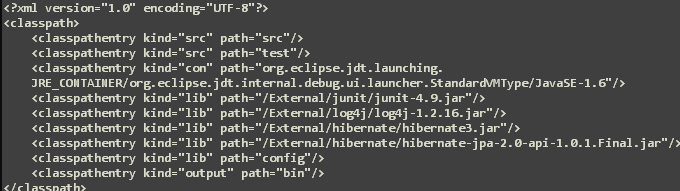 <?xml version="1.0" encoding="UTF-8"?>
<classpath>
    <classpathentry kind="src" path="src"/>
    <classpathentry kind="src" path="test"/>
    <classpathentry kind="con" path="org.eclipse.jdt.launching.
    JRE_CONTAINER/org.eclipse.jdt.internal.debug.ui.launcher.StandardVMType/JavaSE-1.6"/>
    <classpathentry kind="lib" path="/External/junit/junit-4.9.jar"/>
    <classpathentry kind="lib" path="/External/log4j/log4j-1.2.16.jar"/>
    <classpathentry kind="lib" path="/External/hibernate/hibernate3.jar"/>
    <classpathentry kind="lib" path="/External/hibernate/hibernate-jpa-2.0-api-1.0.1.Final.jar"/>
    <classpathentry kind="lib" path="config"/>
    <classpathentry kind="output" path="bin"/>
</classpath>